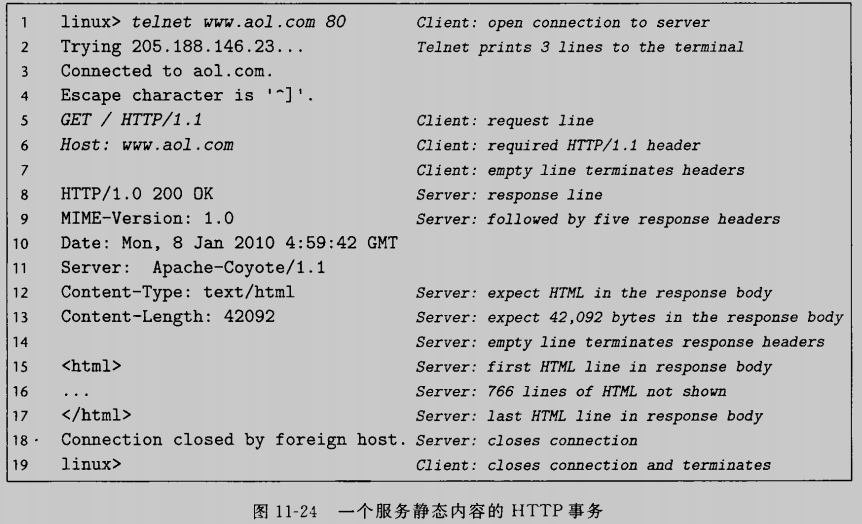 1 linux> telnet www.aol.com 80 Client: open connection to server
2 Trying 205.188.146.23... Telnet prints 3 lines to the terminal
3 Connected to aol.com.
4 Escape character is '^]'.
5 GET / HTTP/1.1 Client: request line
6 Host: www.aol.com Client: required HTTP/1.1 header
7 Client: empty line terminates headers
8 HTTP/1.0 200 OK Server: response line
9 MIME-Version: 1.0 Server: followed by five response headers
10 Date: Mon, 8 Jan 2010 4:59:42 GMT
11 Server: Apache-Coyote/1.1
12 Content-Type: text/html Server: expect HTML in the response body
13 Content-Length: 42092 Server: expect 42,092 bytes in the response body
14 Server: empty line terminates response headers
15 <html> Server: first HTML line in response body
16 ... Server: 766 lines of HTML not shown
17 </html> Server: last HTML line in response body
18 Connection closed by foreign host. Server: closes connection
19 linux> Client: closes connection and terminates
图 11-24 一个服务静态内容的 HTTP 事务